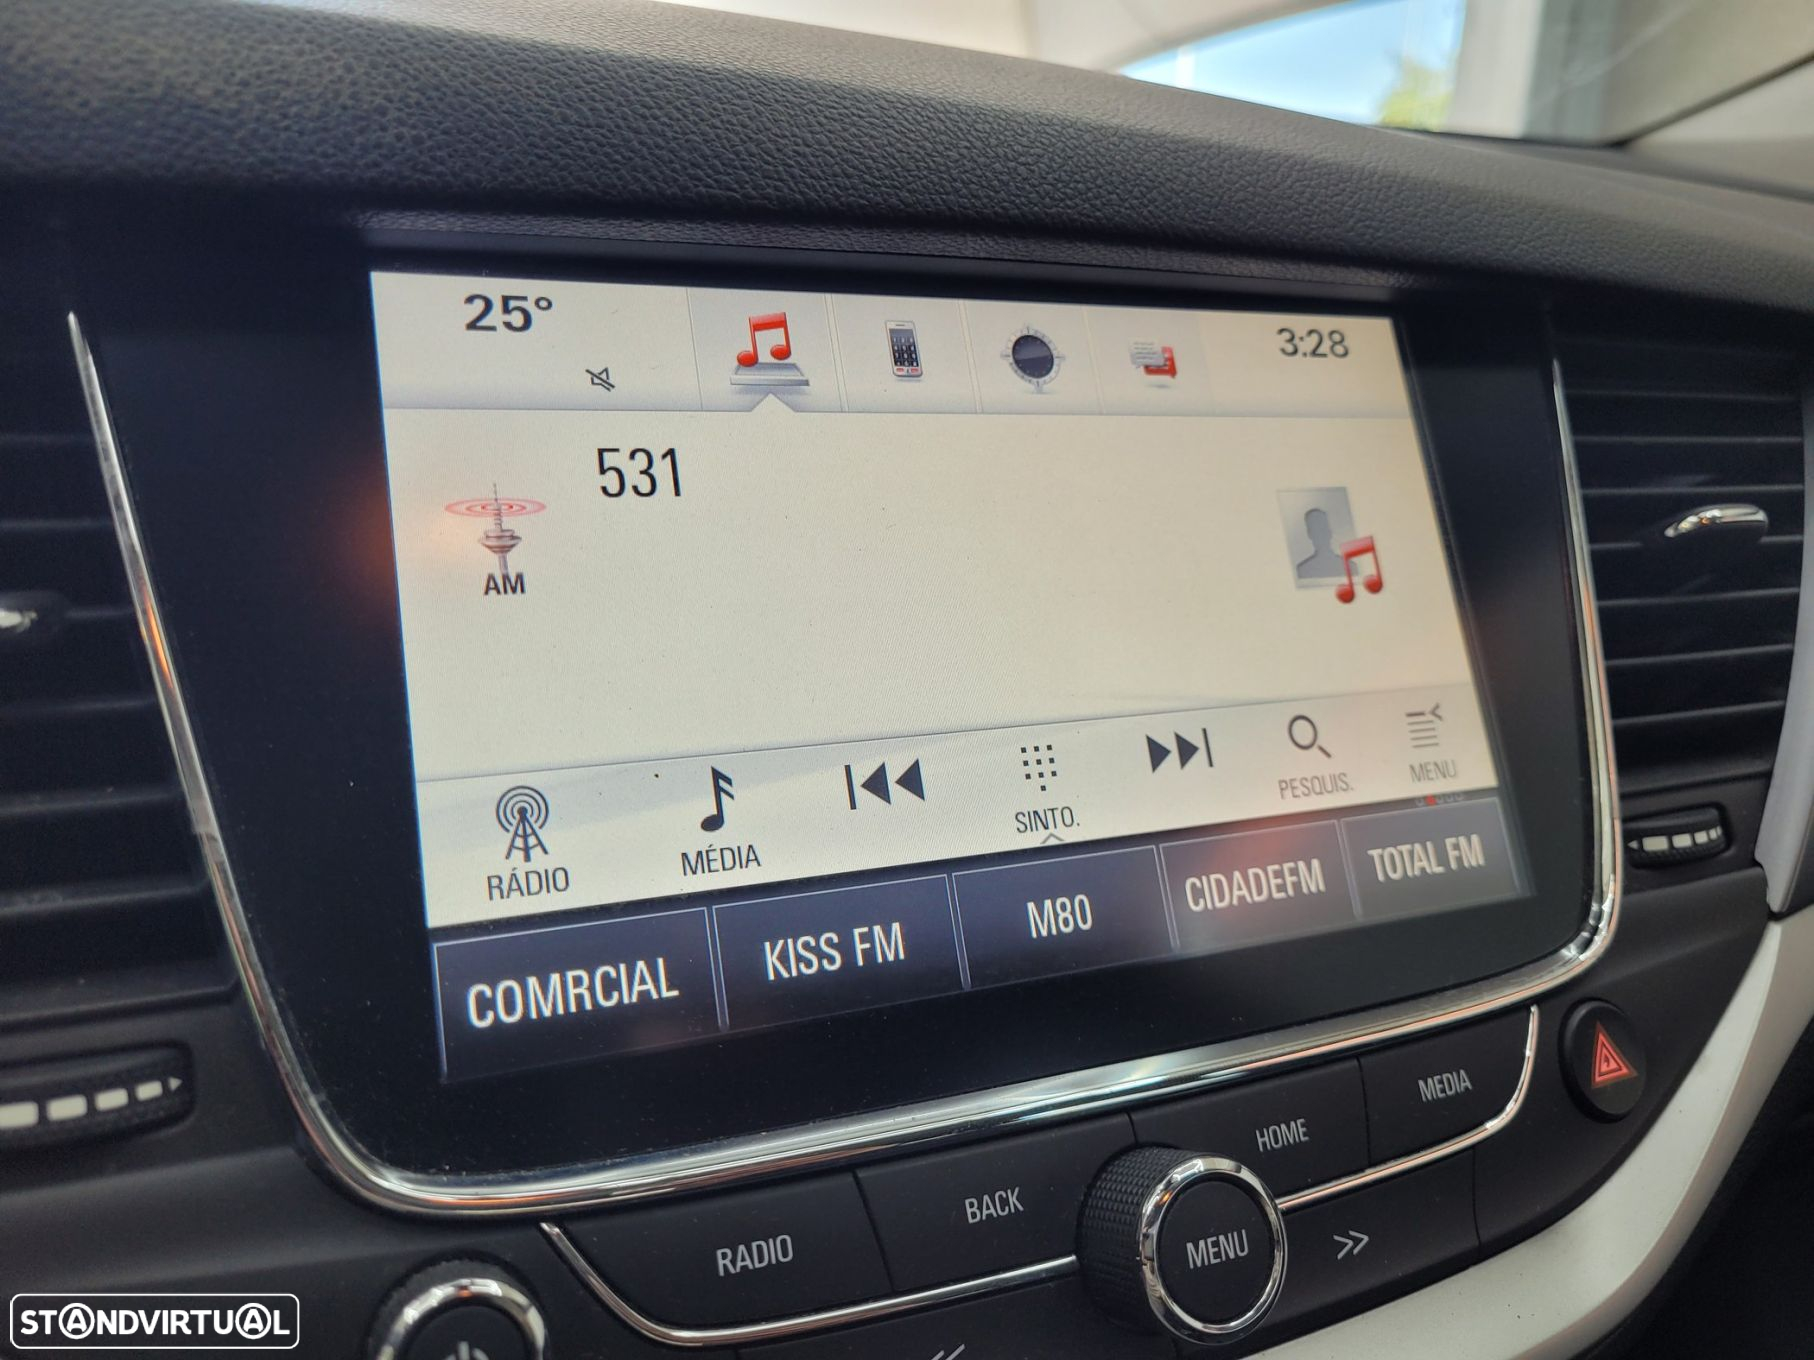 25°
3:28
531
AM
RÁDIO
MÉDIA
SINTO.
PESQUIS.
MENU
COMRCIAL
KISS FM
M80
CIDADEFM
TOTAL FM
RADIO
BACK
MENU
HOME
MEDIA
STANDVIRTUAL